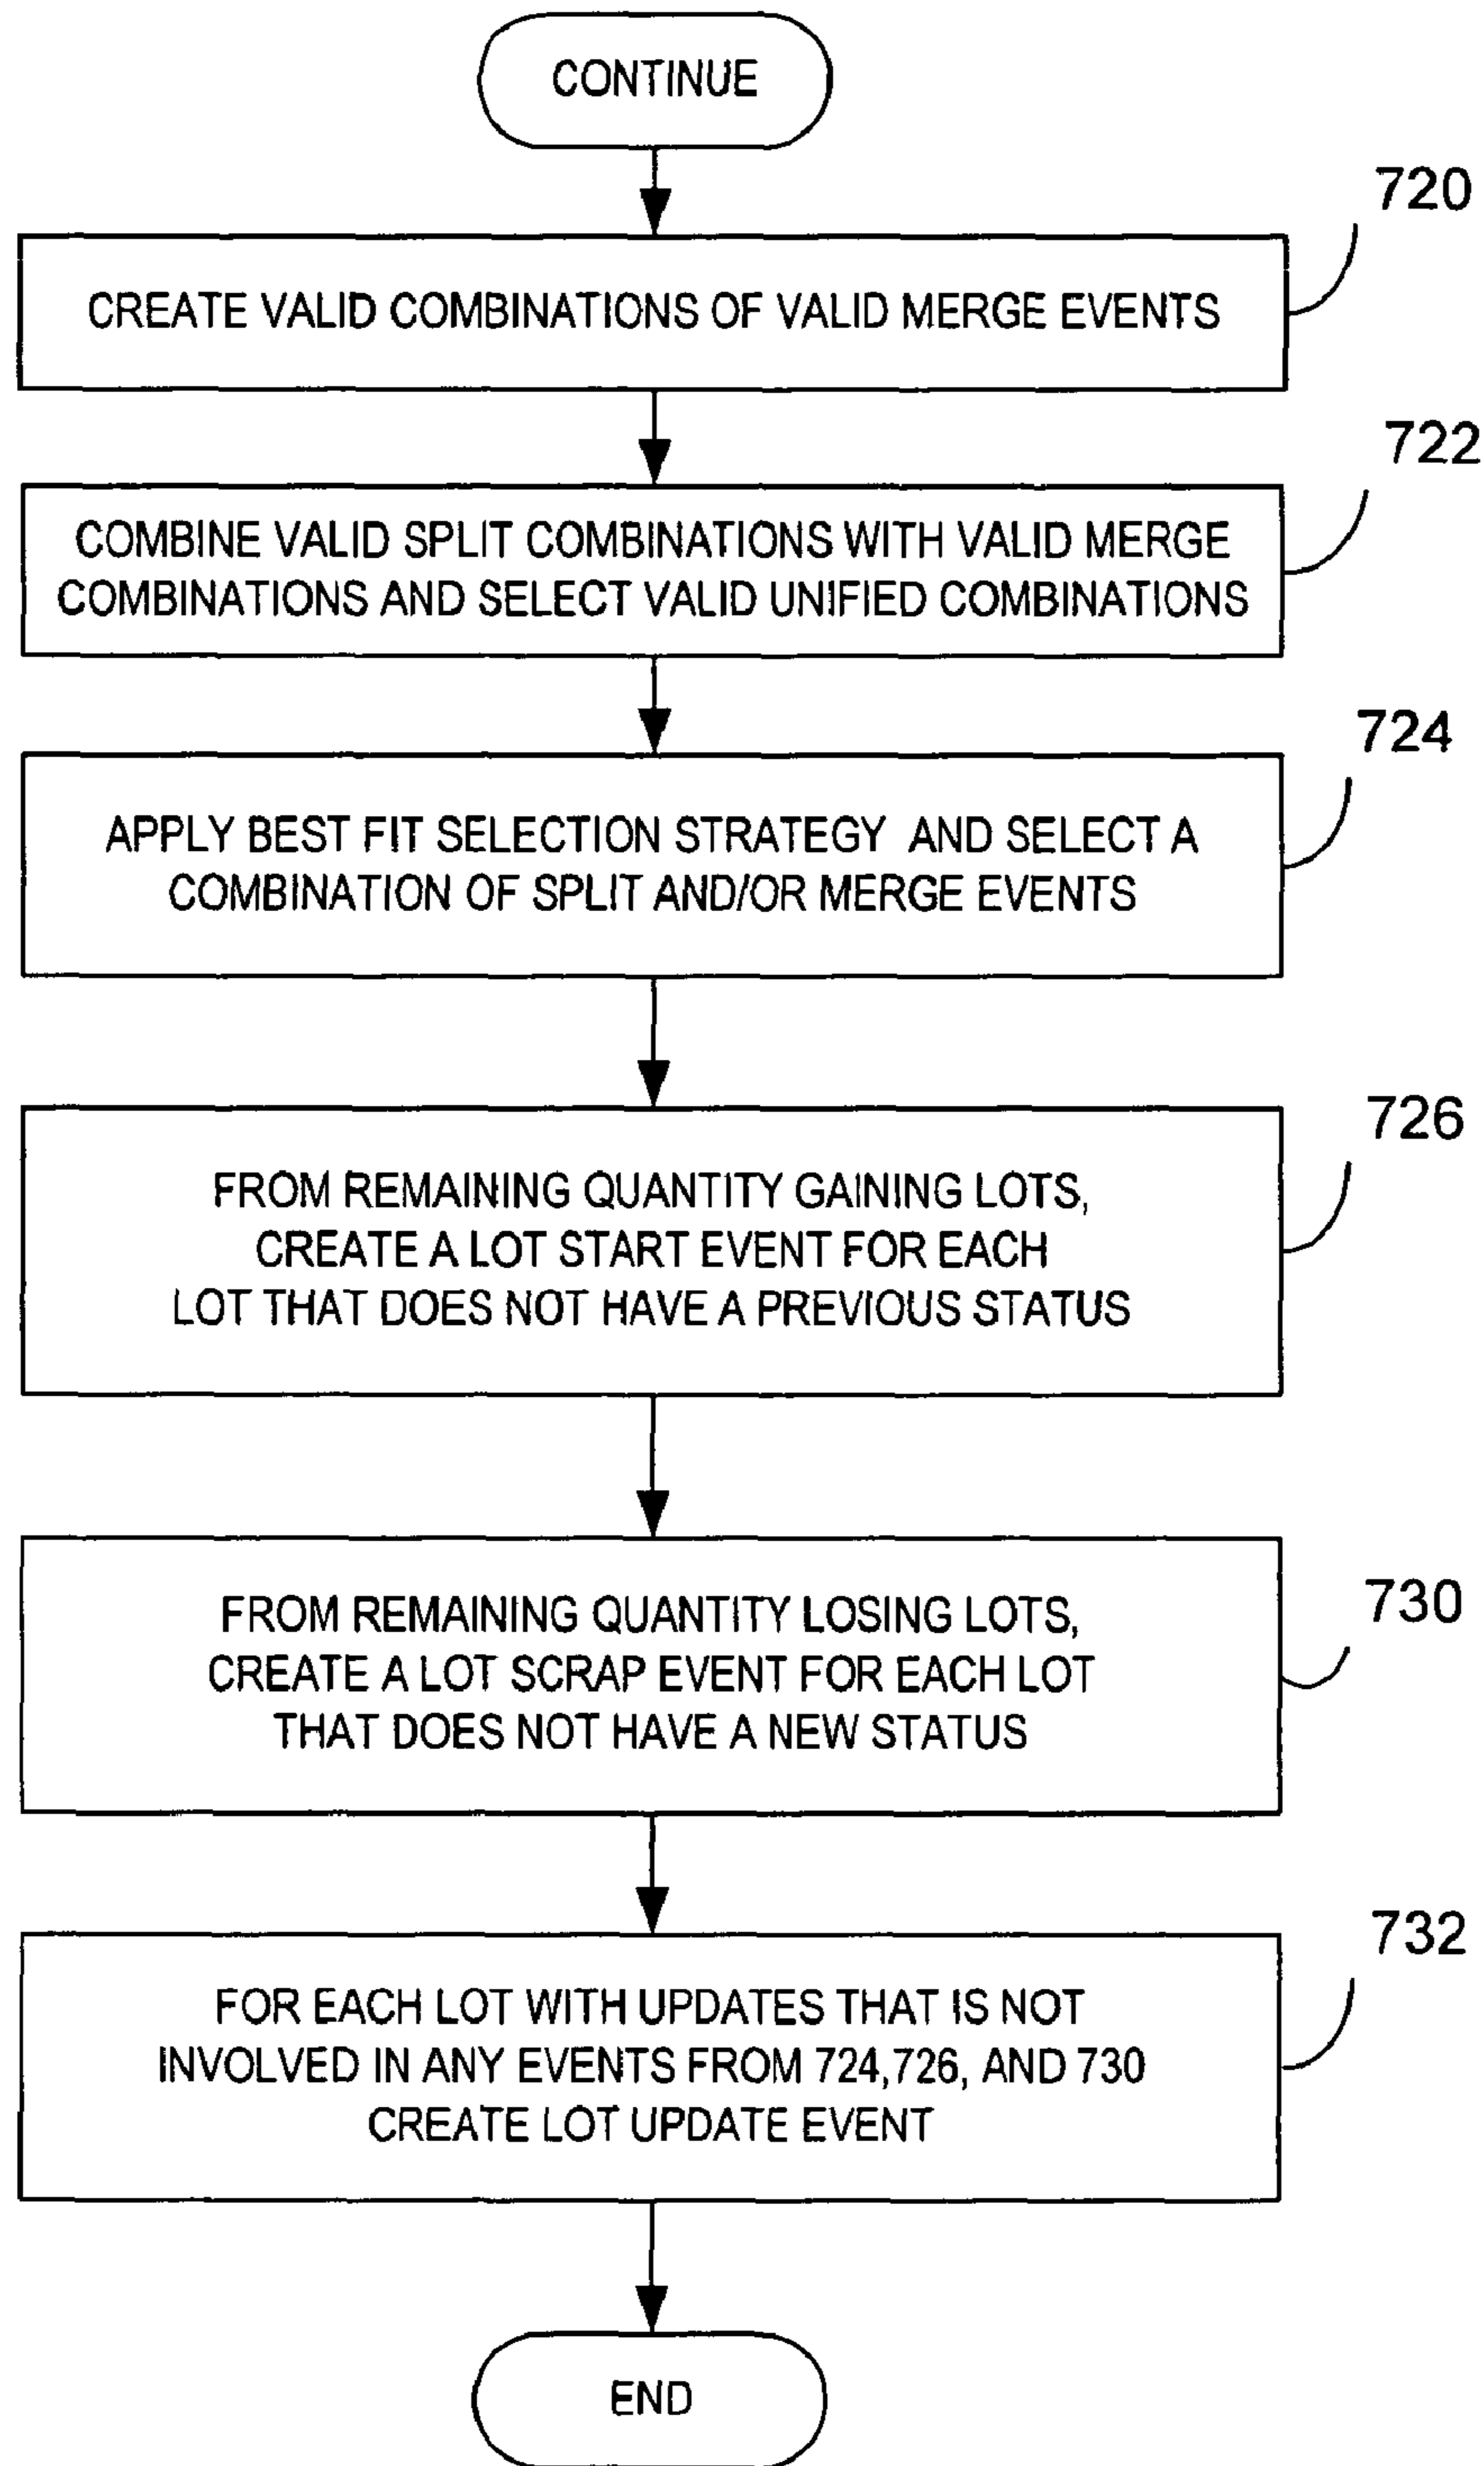 CONTINUE
720
CREATE VALID COMBINATIONS OF VALID MERGE EVENTS
722
COMBINE VALID SPLIT COMBINATIONS WITH VALID MERGE
COMBINATIONS AND SELECT VALID UNIFIED COMBINATIONS
724
APPLY BEST FIT SELECTION STRATEGY AND SELECT A
COMBINATION OF SPLIT AND/OR MERGE EVENTS
726
FROM REMAINING QUANTITY GAINING LOTS,
CREATE A LOT START EVENT FOR EACH
LOT THAT DOES NOT HAVE A PREVIOUS STATUS
730
FROM REMAINING QUANTITY LOSING LOTS,
CREATE A LOT SCRAP EVENT FOR EACH LOT
THAT DOES NOT HAVE A NEW STATUS
732
FOR EACH LOT WITH UPDATES THAT IS NOT
INVOLVED IN ANY EVENTS FROM 724,726, AND 730
CREATE LOT UPDATE EVENT
END